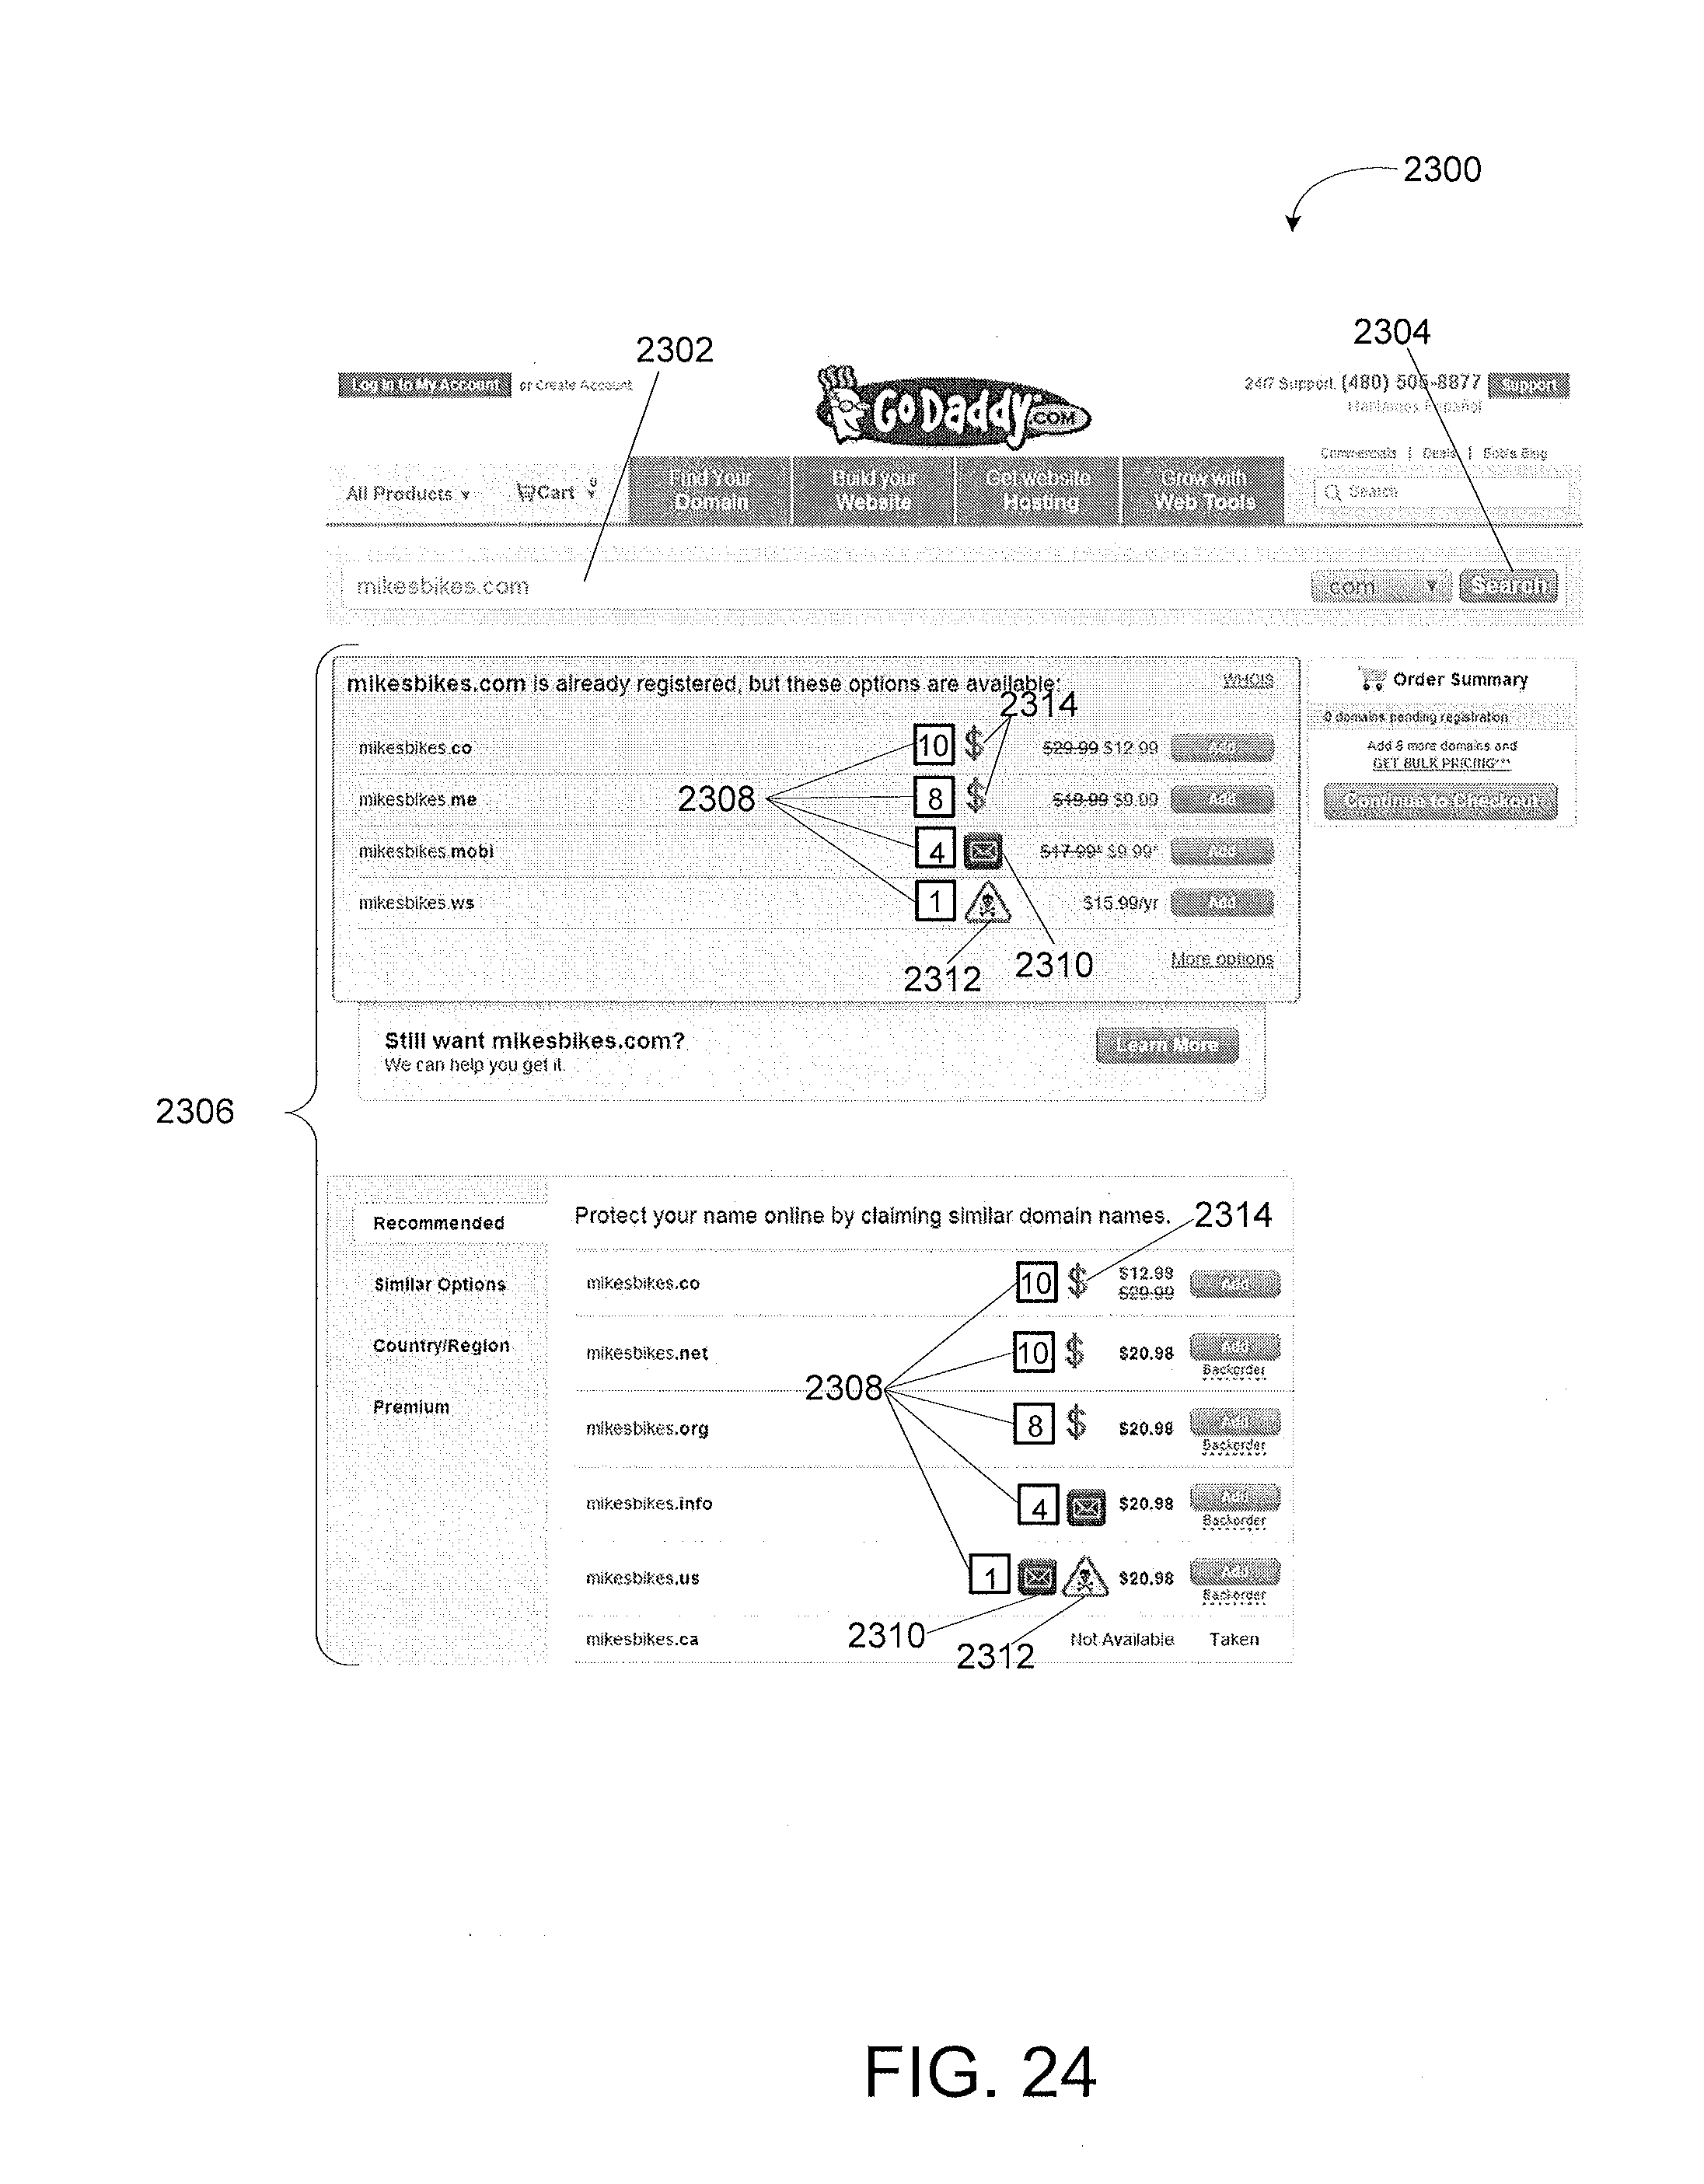 2300
2302
2304
Log In to My Account or Create Account
GoDaddy.COM
24/7 Support (480) 505-8877 Support
Hablamos Español
Commercials | Deals | Bob's Blog
All Products Cart 0
Find Your Domain
Build your Website
Get website Hosting
Grow with Web Tools
Search
mikesbikes.com
.com
Search
mikesbikes.com is already registered, but these options are available:
WHOIS
2314
mikesbikes.co 10 $ $29.99 $12.99 Add
mikesbikes.me 2308 8 $ $19.99 $9.99 Add
mikesbikes.mobi 4 $17.99* $9.99* Add
mikesbikes.ws 1 $15.99/yr Add
2312 2310
More options
Order Summary
0 domains pending registration
Add 6 more domains and
GET BULK PRICING***
Continue to Checkout
Still want mikesbikes.com?
We can help you get it.
Learn More
2306
Recommended
Similar Options
Country/Region
Premium
Protect your name online by claiming similar domain names. 2314
mikesbikes.co 10 $ $12.99 Add
$29.99
mikesbikes.net 10 $ $20.98 Add
Backorder
2308
mikesbikes.org 8 $ $20.98 Add
Backorder
mikesbikes.info 4 $20.98 Add
Backorder
mikesbikes.us 1 $20.98 Add
Backorder
2310 2312
mikesbikes.ca Not Available Taken
FIG. 24